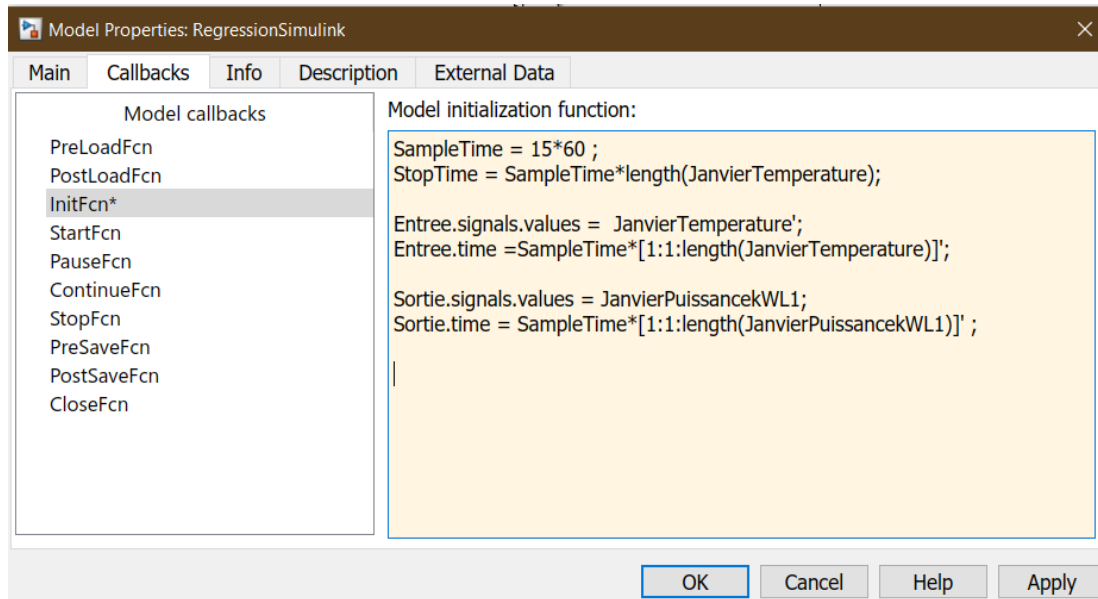 Model Properties: RegressionSimulink
Main Callbacks Info Description External Data
Model callbacks
PreLoadFcn
PostLoadFcn
InitFcn*
StartFcn
PauseFcn
ContinueFcn
StopFcn
PreSaveFcn
PostSaveFcn
CloseFcn
Model initialization function:
SampleTime = 15*60 ;
StopTime = SampleTime*length(JanvierTemperature);
Entree.signals.values =  JanvierTemperature';
Entree.time =SampleTime*[1:1:length(JanvierTemperature)]';
Sortie.signals.values = JanvierPuissancekWL1;
Sortie.time = SampleTime*[1:1:length(JanvierPuissancekWL1)]' ;
OK Cancel Help Apply